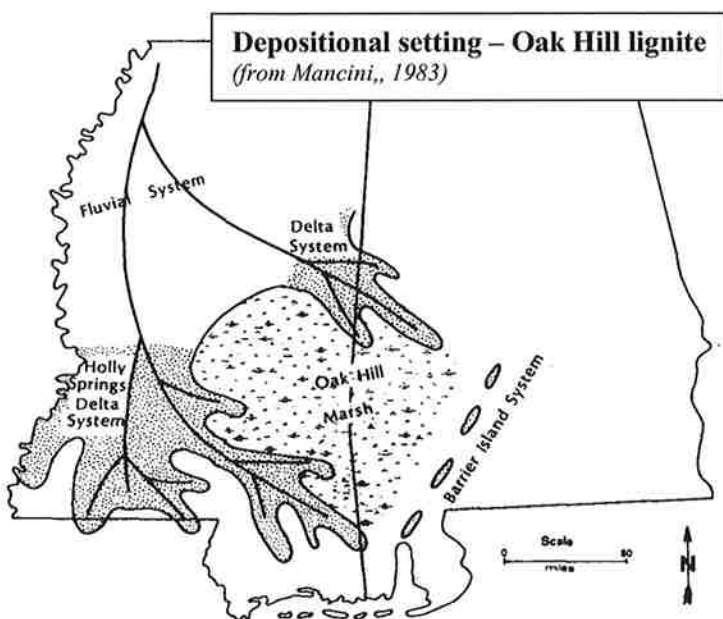 Depositional setting – Oak Hill lignite
(from Mancini,, 1983)
Fluvial System
Delta
System
Holly
Springs
Delta
System
Oak Hill
Marsh
Barrier Island System
Scale
0 50
miles
N